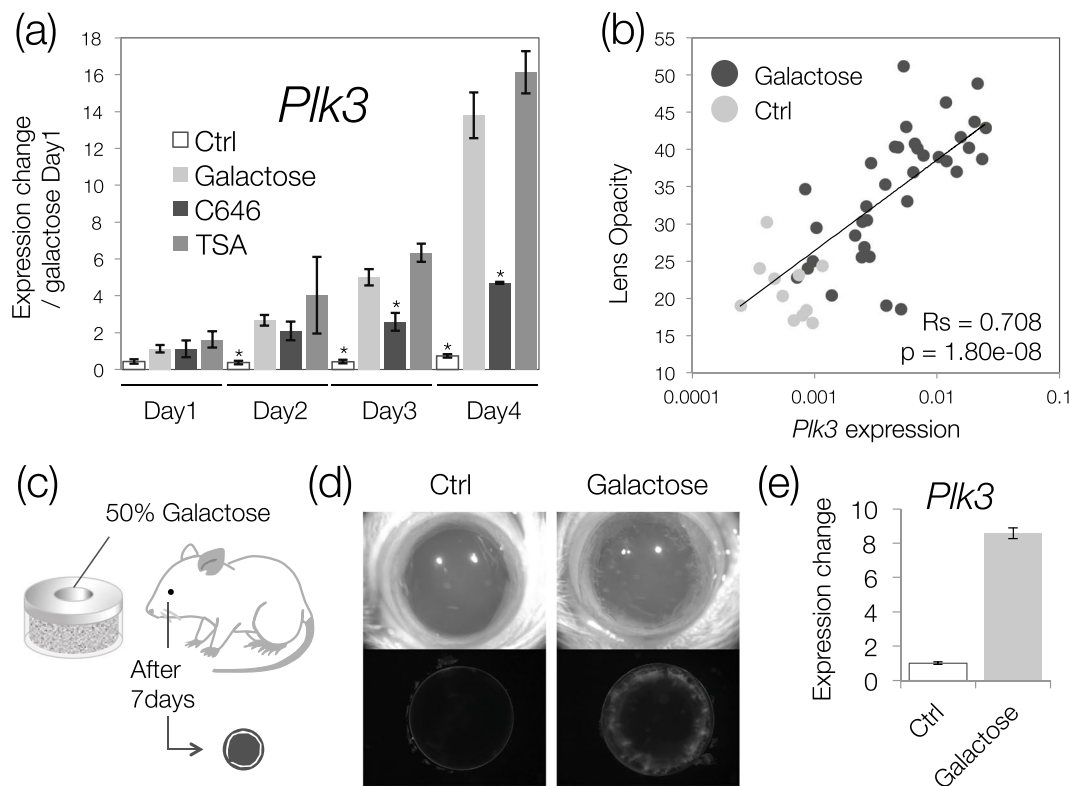 (a)
18
16
14
12
10
8
6
4
2
0
Expression change
/ galactose Day1
Plk3
Ctrl
Galactose
C646
TSA
*
*
*
*
*
Day1 Day2 Day3 Day4
(b)
55
50
45
40
35
30
25
20
15
10
Lens Opacity
Galactose
Ctrl
Rs = 0.708
p = 1.80e-08
0.0001 0.001 0.01 0.1
Plk3 expression
(c)
50% Galactose
After
7days
(d)
Ctrl Galactose
(e)
Plk3
Expression change
10
8
6
4
2
0
Ctrl
Galactose